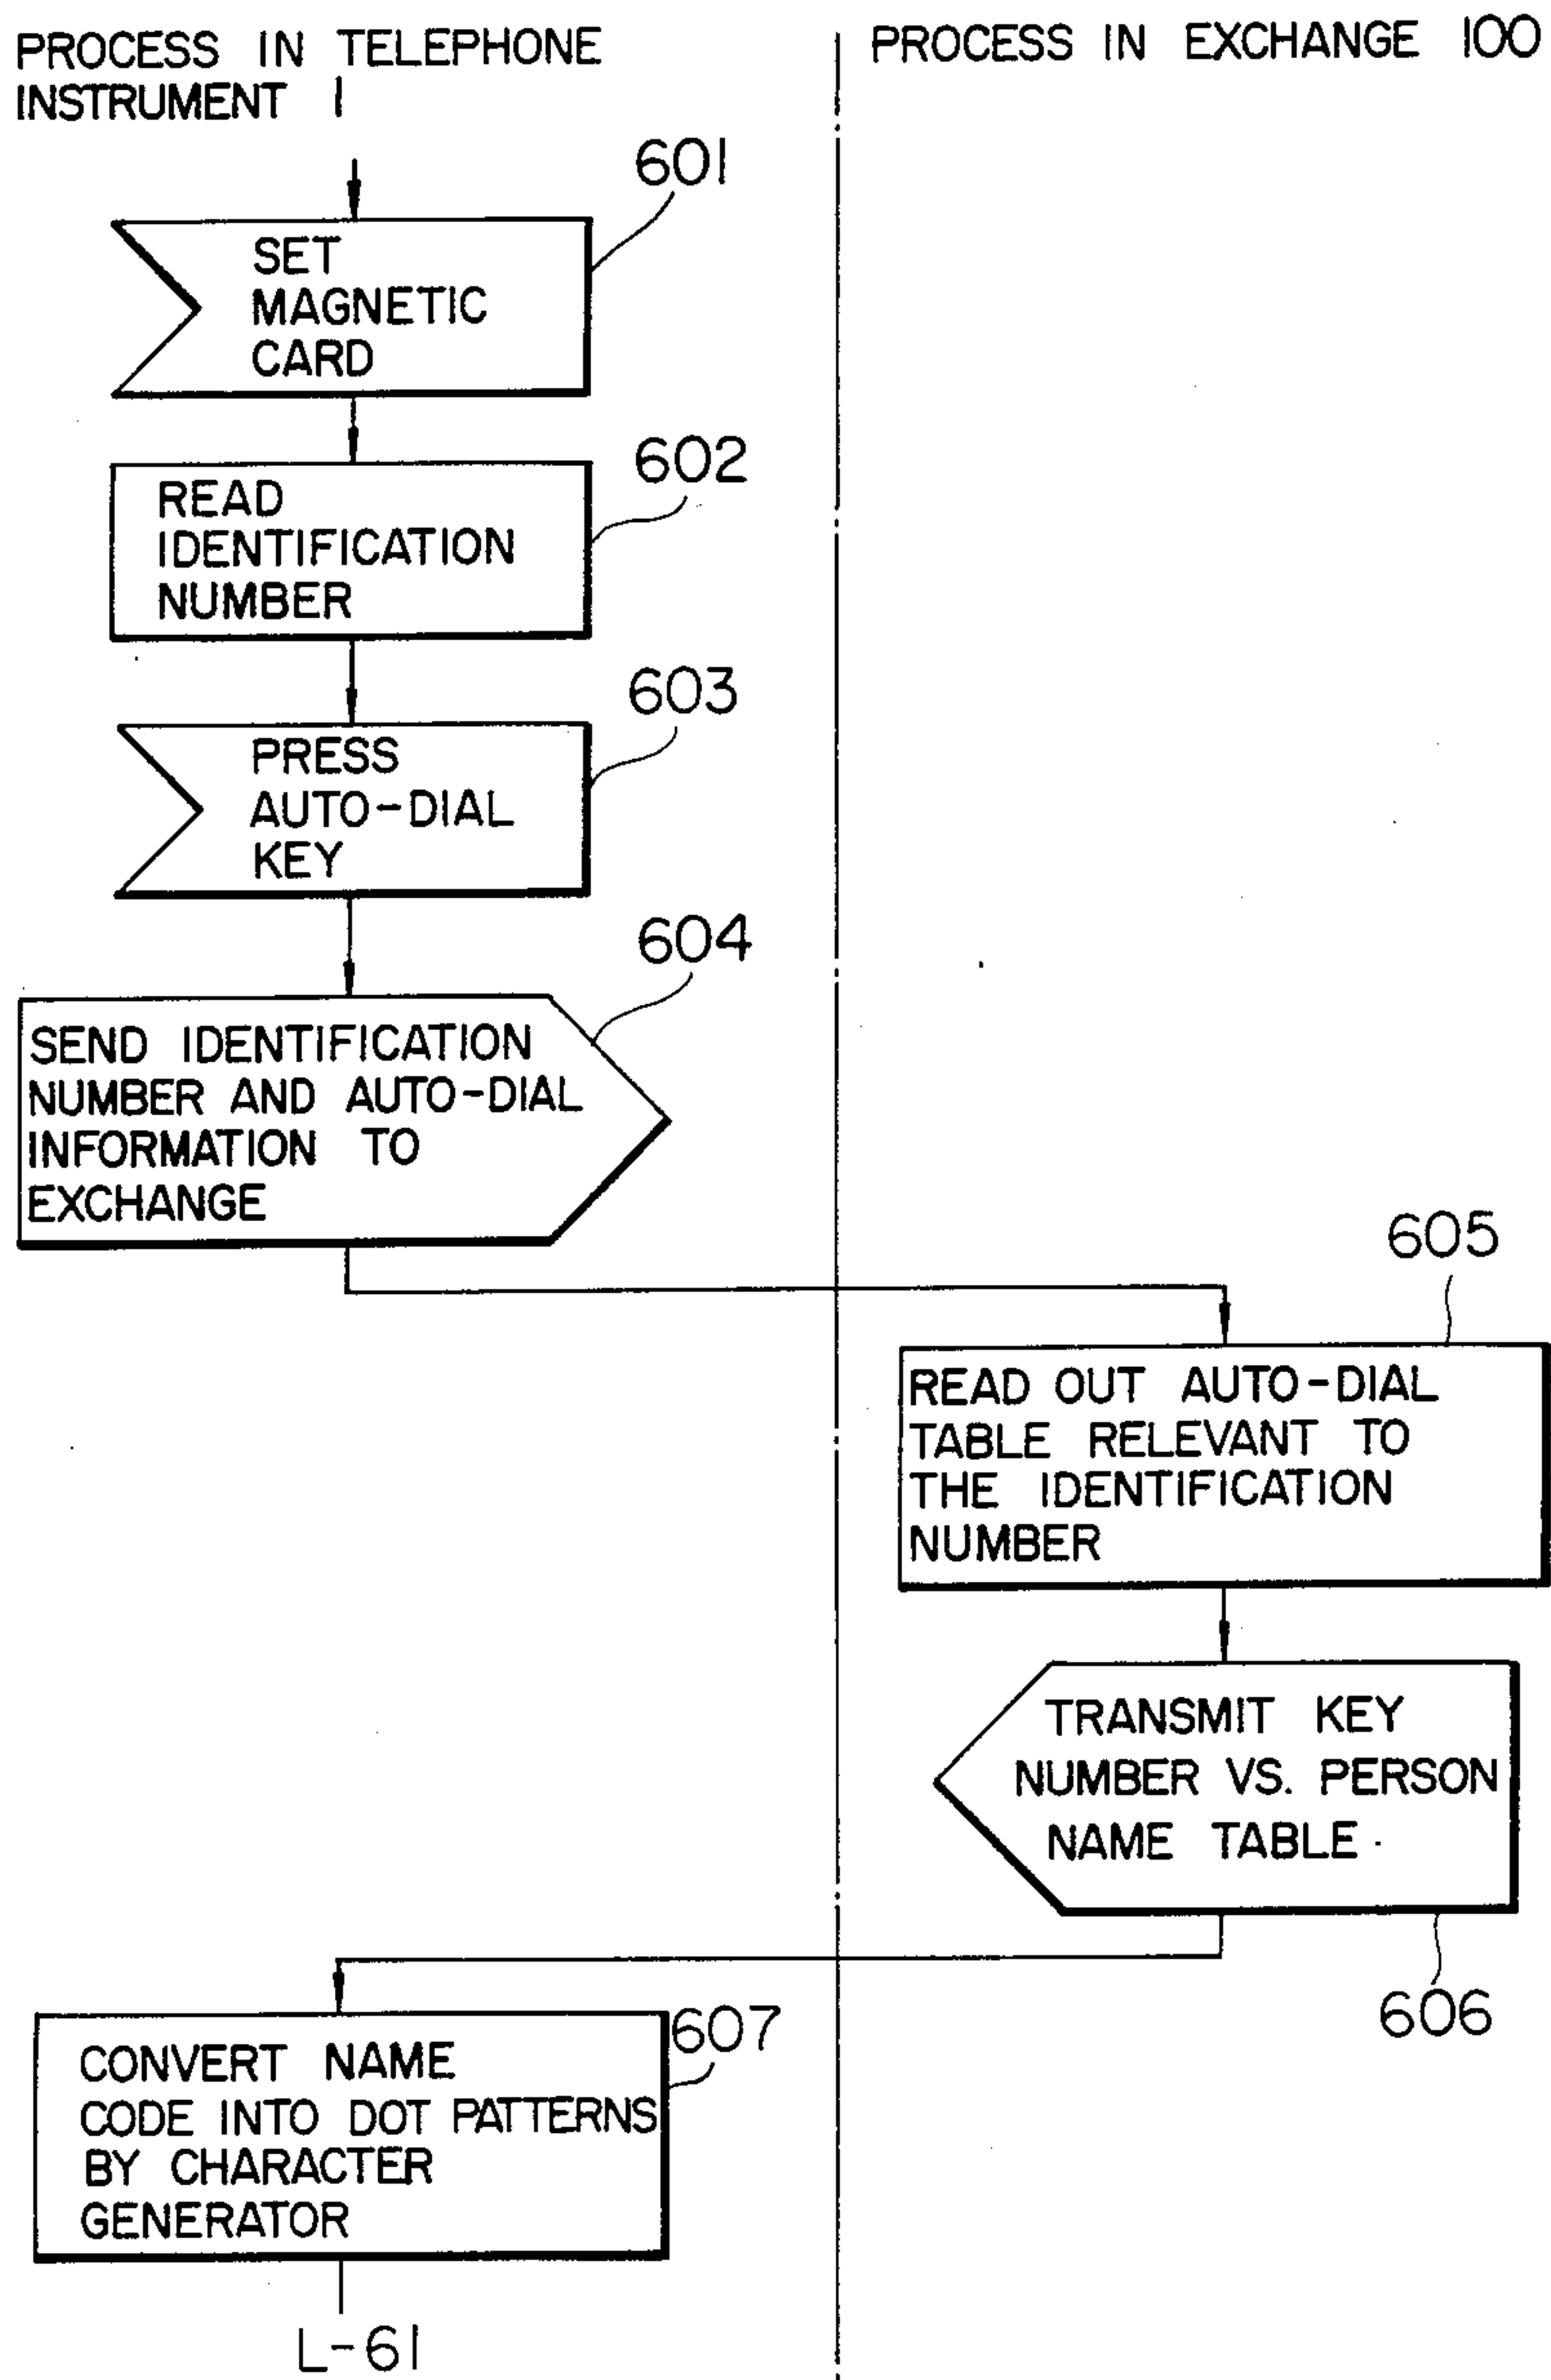 PROCESS IN TELEPHONE
INSTRUMENT 1
PROCESS IN EXCHANGE 100
601
SET
MAGNETIC
CARD
602
READ
IDENTIFICATION
NUMBER
603
PRESS
AUTO-DIAL
KEY
604
SEND IDENTIFICATION
NUMBER AND AUTO-DIAL
INFORMATION TO
EXCHANGE
605
READ OUT AUTO-DIAL
TABLE RELEVANT TO
THE IDENTIFICATION
NUMBER
TRANSMIT KEY
NUMBER VS. PERSON
NAME TABLE
606
607
CONVERT NAME
CODE INTO DOT PATTERNS
BY CHARACTER
GENERATOR
L-61